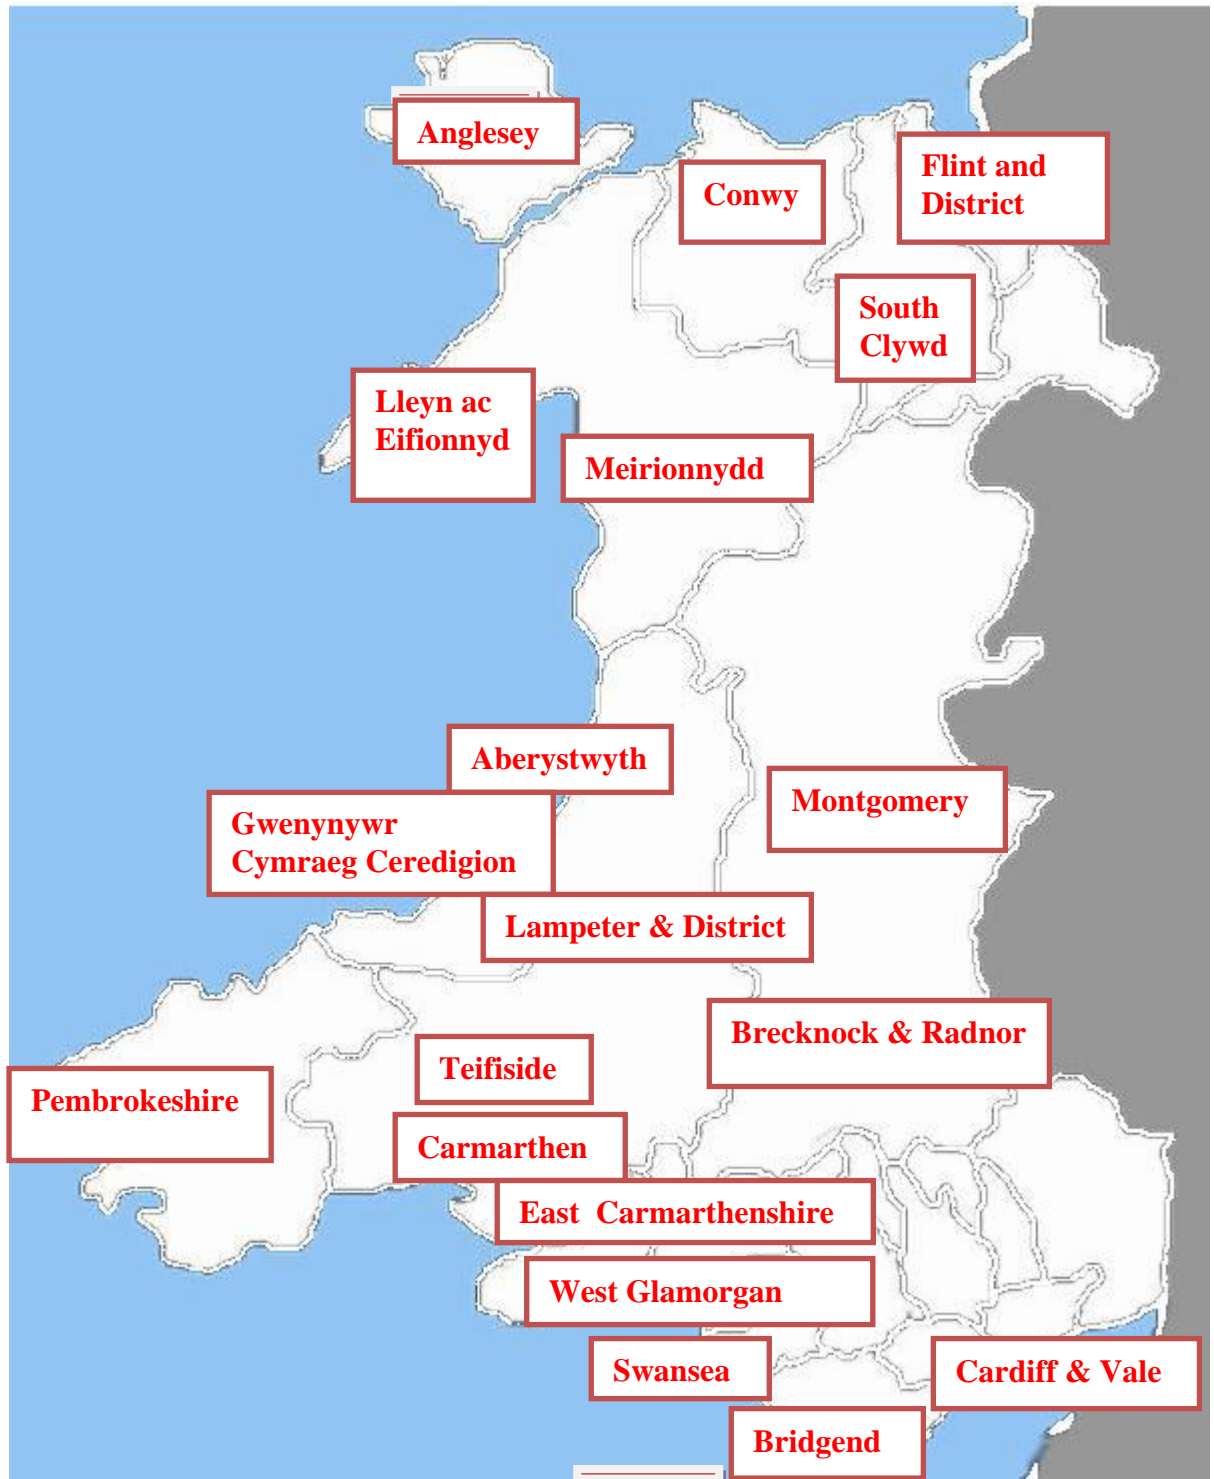 Anglesey
Conwy
Flint and
District
South
Clywd
Lleyn ac
Eifionnyd
Meirionnydd
Aberystwyth
Montgomery
Gwenynywr
Cymraeg Ceredigion
Lampeter & District
Brecknock & Radnor
Teifiside
Pembrokeshire
Carmarthen
East Carmarthenshire
West Glamorgan
Swansea
Cardiff & Vale
Bridgend